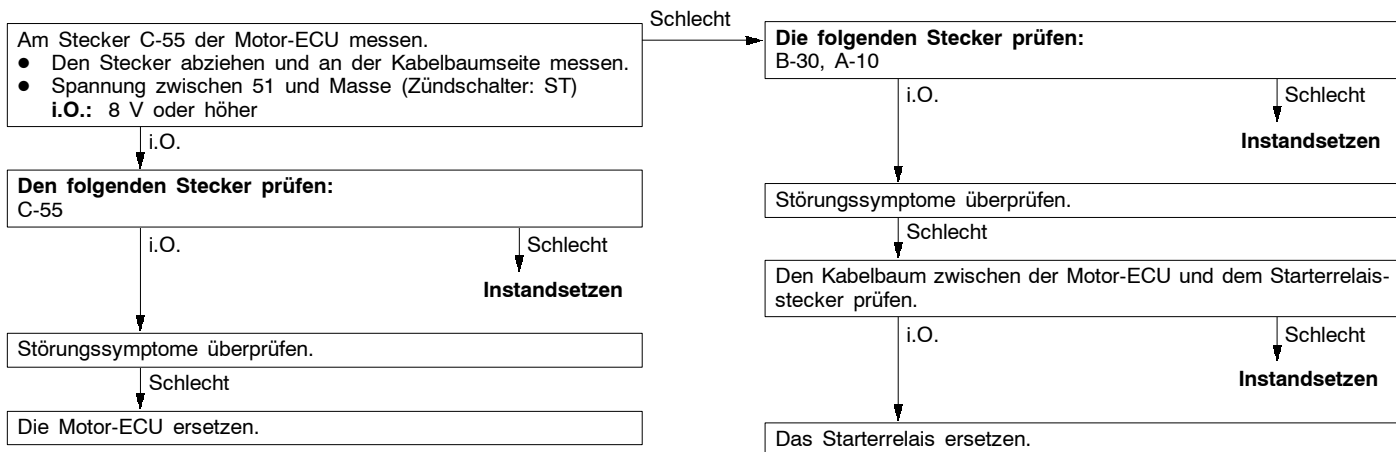 Am Stecker C-55 der Motor-ECU messen.
● Den Stecker abziehen und an der Kabelbaumseite messen.
● Spannung zwischen 51 und Masse (Zündschalter: ST)
i.O.: 8 V oder höher
i.O.
Den folgenden Stecker prüfen:
C-55
i.O.
Schlecht
Instandsetzen
Störungssymptome überprüfen.
Schlecht
Die Motor-ECU ersetzen.
Schlecht
Die folgenden Stecker prüfen:
B-30, A-10
i.O.
Schlecht
Instandsetzen
Störungssymptome überprüfen.
Schlecht
Den Kabelbaum zwischen der Motor-ECU und dem Starterrelais-
stecker prüfen.
i.O.
Schlecht
Instandsetzen
Das Starterrelais ersetzen.